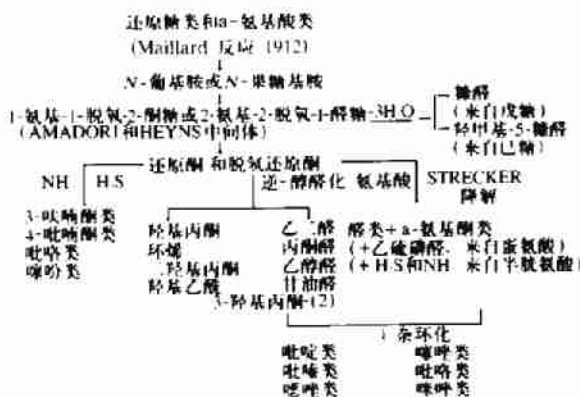 还原糖类和a-氨基酸类
(Maillard 反应 1912)
N-葡基胺或N-果糖基胺
1-氨基-1-脱氧-2-酮糖或2-氨基-2-脱氧-1-醛糖 -3H2O
(AMADORI和HEYNS中间体)
糠醛
(来自戊糖)
羟甲基-5-糠醛
(来自已糖)
还原酮和脱氧还原酮
NH H2S
逆-醇醛化 氨基酸
STRECKER
降解
3-呋喃酮类
4-吡喃酮类
吡咯类
噻吩类
羟基丙酮
环烯
二羟基丙酮
羟基乙酸
3-羟基丙酮-(2)
乙二醛
丙酮醛
乙醇醛
甘油醛
醛类+a-氨基酮类
(+乙硫磺醛, 来自蛋氨酸)
(+H2S和NH 来自半胱氨酸)
杂环化
吡啶类 噻唑类
吡嗪类 吡咯类
噁唑类 咪唑类